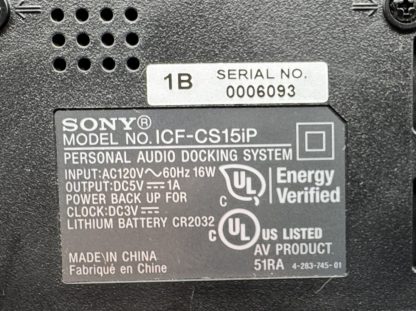 1B
SERIAL NO.
0006093
SONY®
MODEL NO. ICF-CS15iP
PERSONAL AUDIO DOCKING SYSTEM
INPUT:AC120V～60Hz 16W
OUTPUT:DC5V⎓1A
POWER BACK UP FOR
CLOCK:DC3V⎓
LITHIUM BATTERY CR2032
UL Energy
C Verified
C UL US LISTED
AV PRODUCT
51RA 4-283-745-01
MADE IN CHINA
Fabriqué en Chine